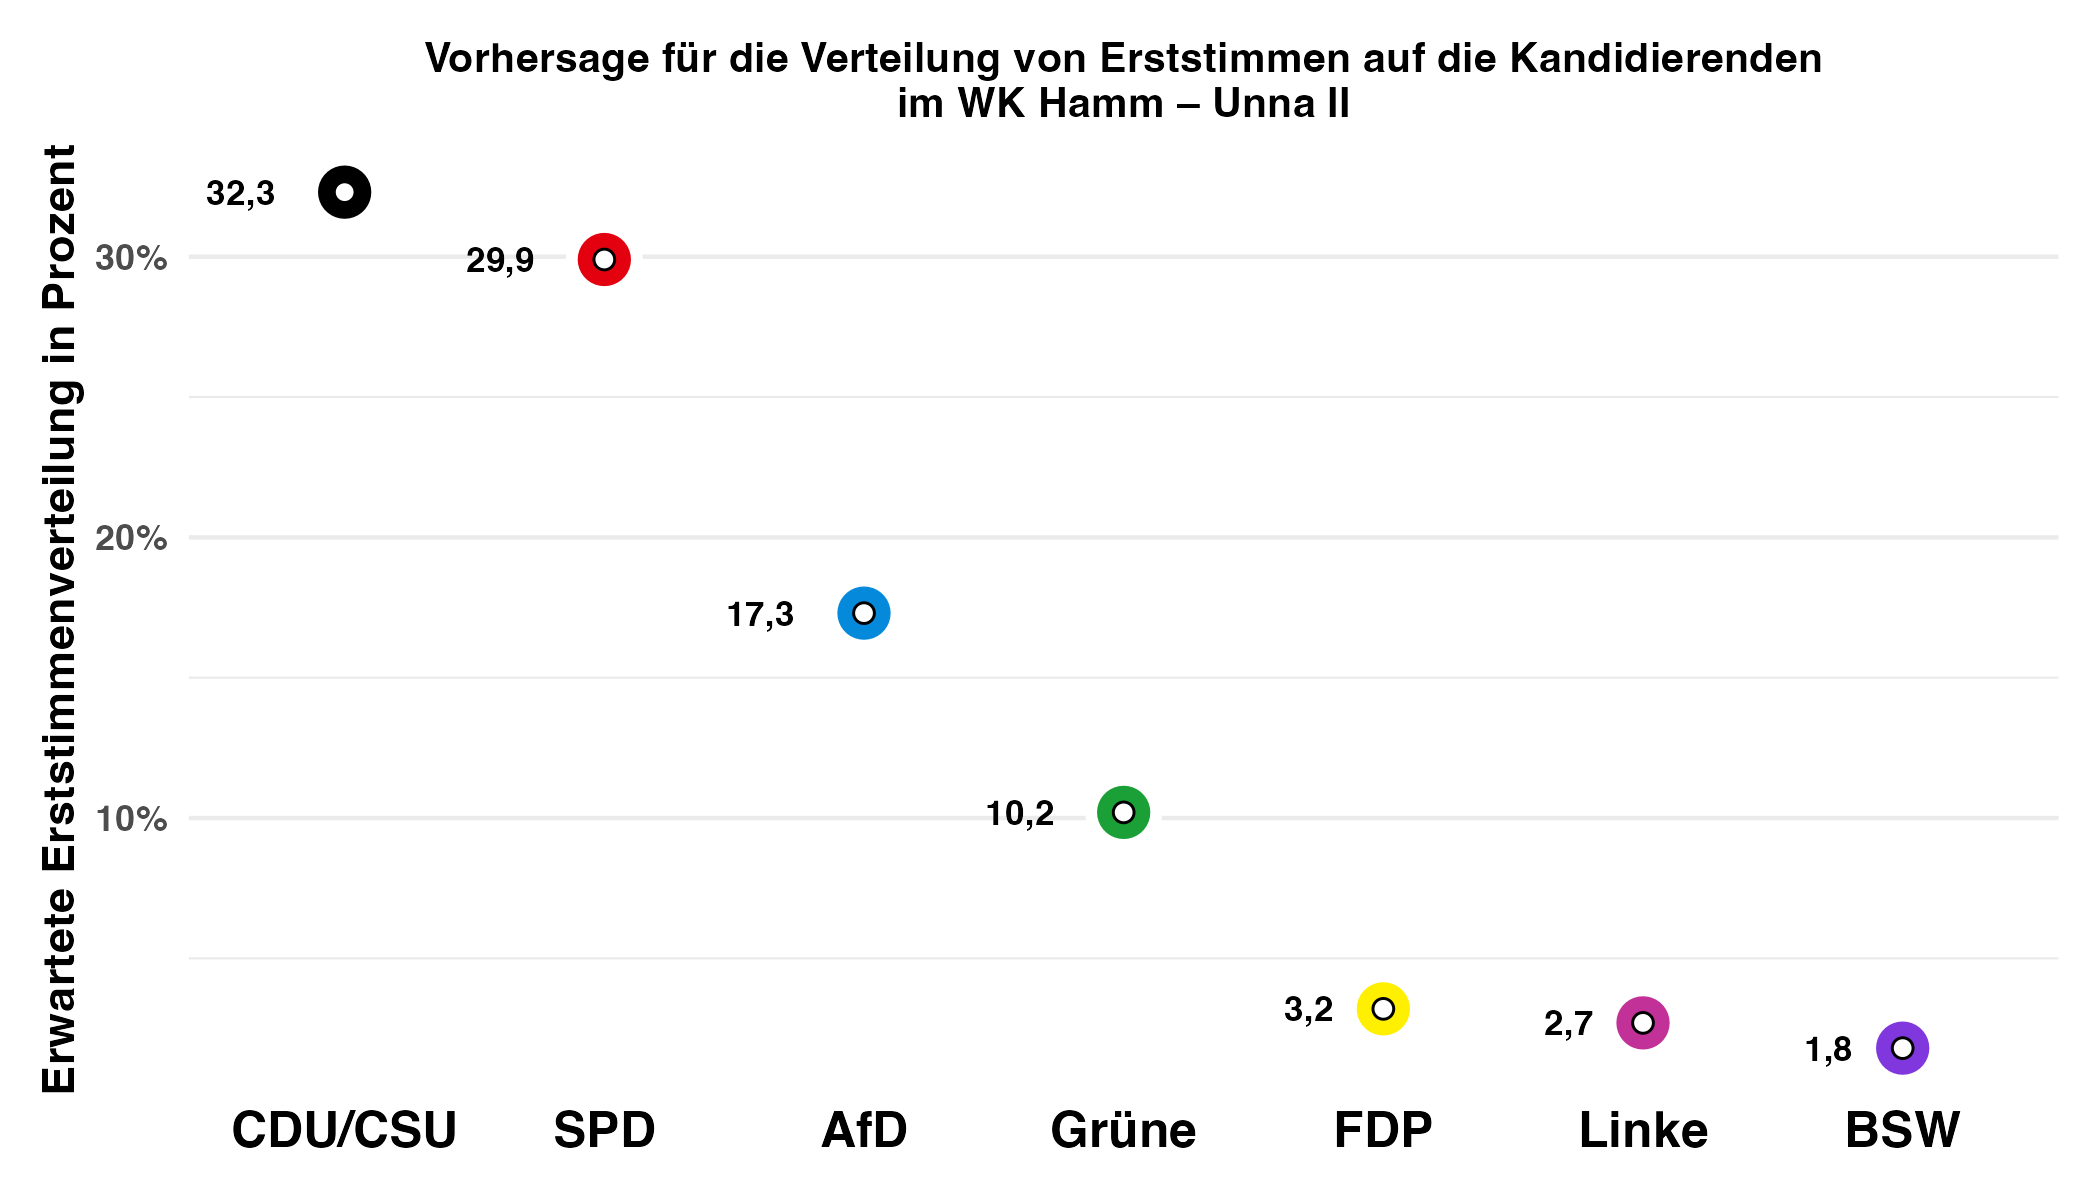 Vorhersage für die Verteilung von Erststimmen auf die Kandidierenden
im WK Hamm – Unna II
Erwartete Erststimmenverteilung in Prozent
30%
20%
10%
32,3
29,9
17,3
10,2
3,2
2,7
1,8
CDU/CSU
SPD
AfD
Grüne
FDP
Linke
BSW